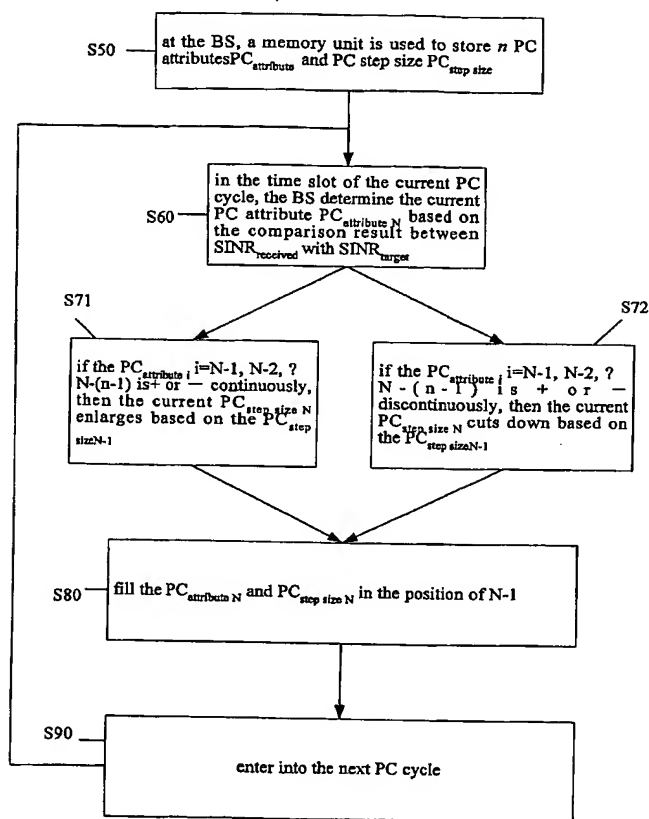 S50
at the BS, a memory unit is used to store n PC
attributesPCattribute and PC step size PCstep size
S60
in the time slot of the current PC
cycle, the BS determine the current
PC attribute PCattribute N based on
the comparison result between
SINRreceived with SINRtarget
S71
if the PCattribute i i=N-1, N-2, ?
N-(n-1) is+ or — continuously,
then the current PCstep size N
enlarges based on the PCstep
sizeN-1
S72
if the PCattribute i i=N-1, N-2, ?
N-(n-1) is + or —
discontinuously, then the current
PCstep size N cuts down based on
the PCstep sizeN-1
S80
fill the PCattribute N and PCstep size N in the position of N-1
S90
enter into the next PC cycle